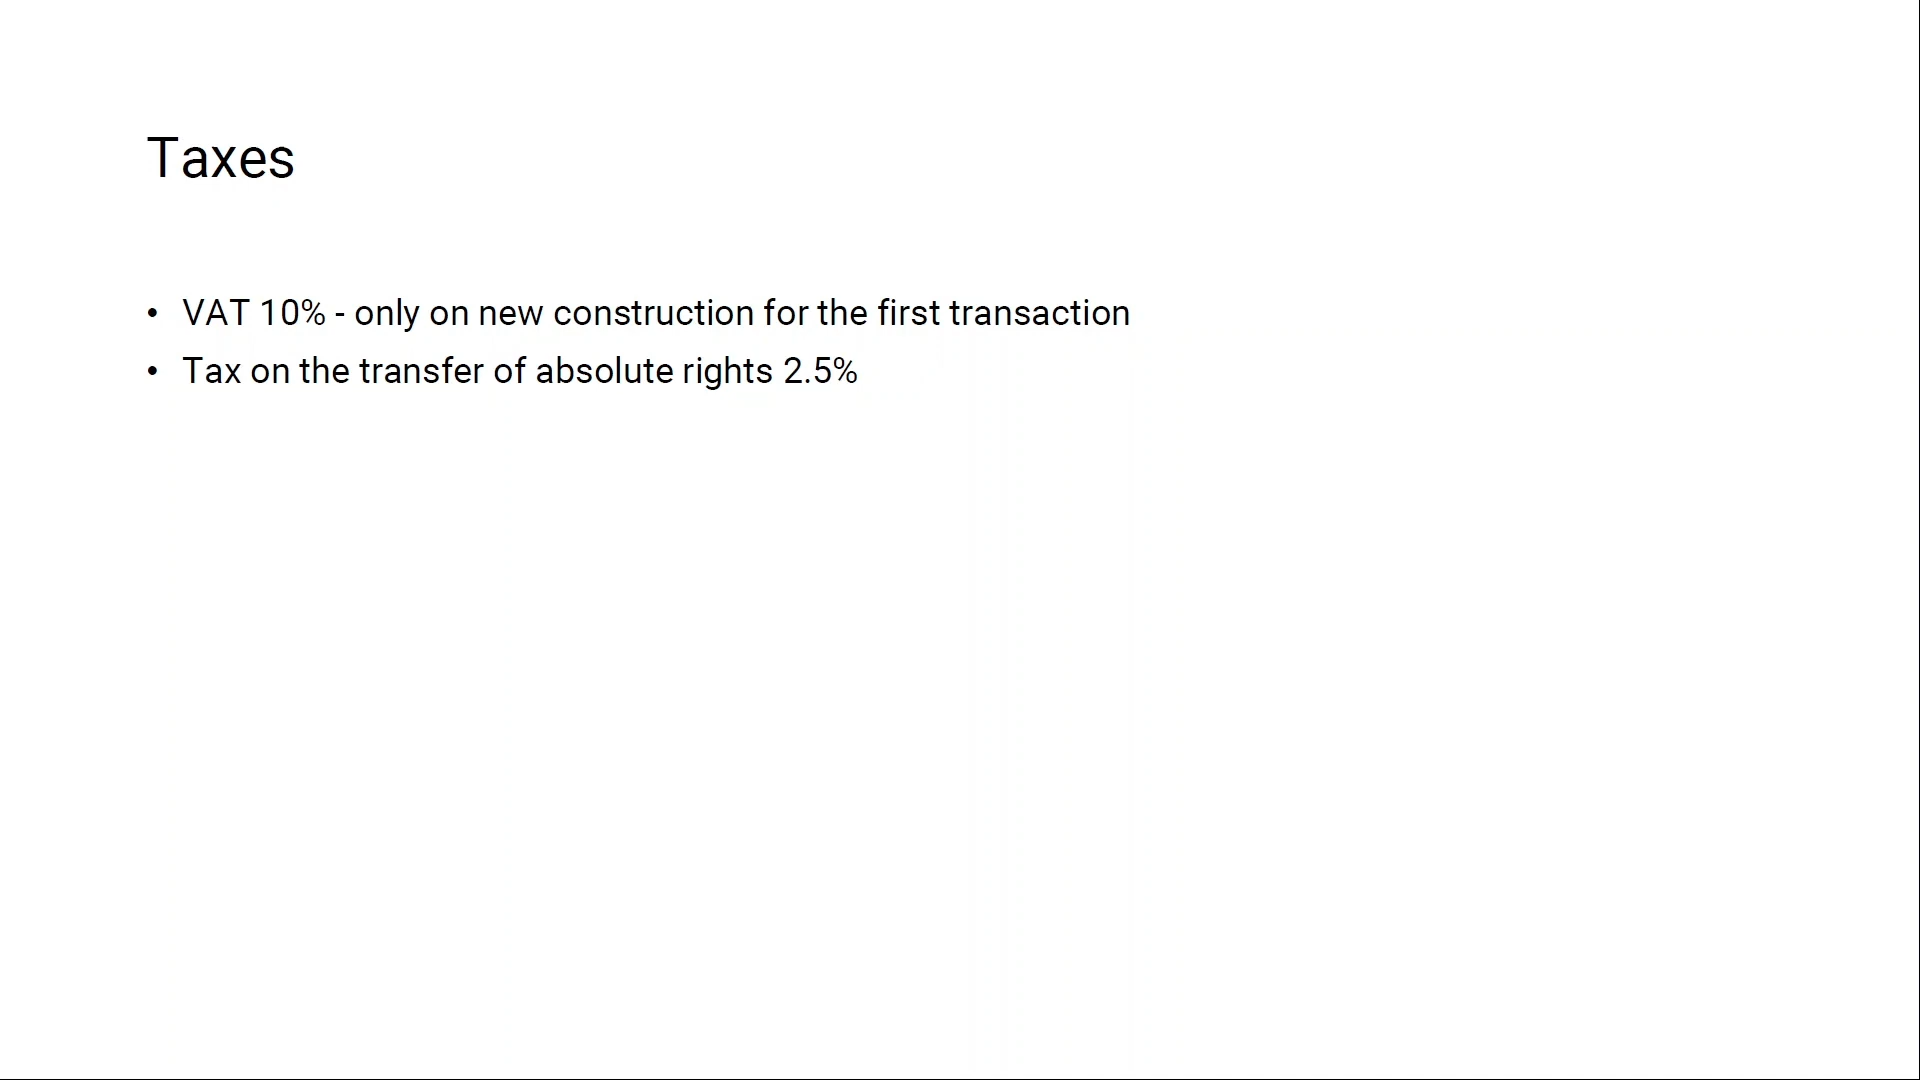 Taxes
• VAT 10% - only on new construction for the first transaction
• Tax on the transfer of absolute rights 2.5%